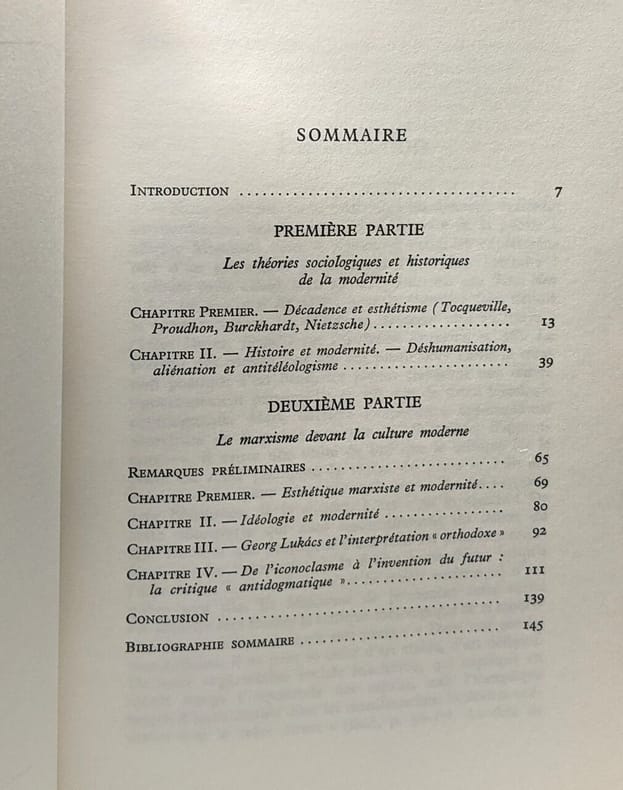 SOMMAIRE
INTRODUCTION .................................... 7
PREMIÈRE PARTIE
Les théories sociologiques et historiques
de la modernité
CHAPITRE PREMIER. — Décadence et esthétisme (Tocqueville,
Proudhon, Burckhardt, Nietzsche) .................. 13
CHAPITRE II. — Histoire et modernité. — Déshumanisation,
aliénation et antitéléologisme ...................... 39
DEUXIÈME PARTIE
Le marxisme devant la culture moderne
REMARQUES PRÉLIMINAIRES ......................... 65
CHAPITRE PREMIER. — Esthétique marxiste et modernité.... 69
CHAPITRE II. — Idéologie et modernité ................ 80
CHAPITRE III. — Georg Lukács et l'interprétation « orthodoxe » 92
CHAPITRE IV. — De l'iconoclasme à l'invention du futur :
la critique « antidogmatique »..................... 111
CONCLUSION ..................................... 139
BIBLIOGRAPHIE SOMMAIRE .......................... 145